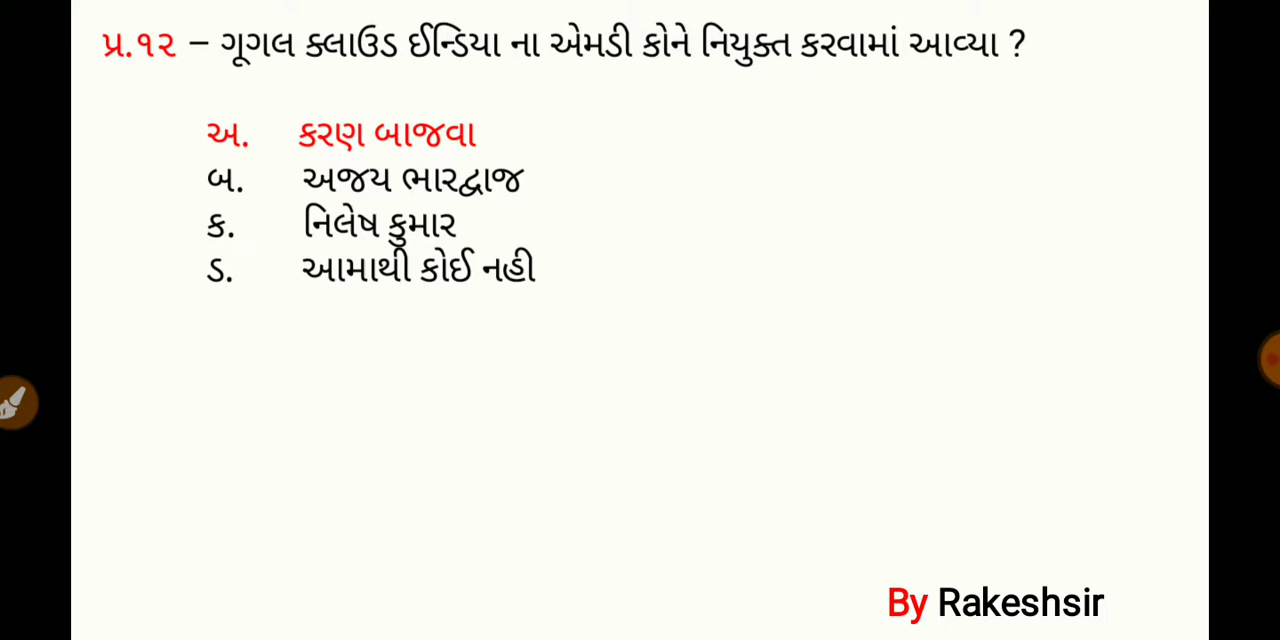 પ્ર.૧૨ – ગૂગલ ક્લાઉડ ઈન્ડિયા ના એમડી કોને નિયુક્ત કરવામાં આવ્યા ?
અ. કરણ બાજવા
બ. અજય ભારદ્વાજ
ક. નિલેષ કુમાર
ડ. આમાથી કોઈ નહી
By Rakeshsir